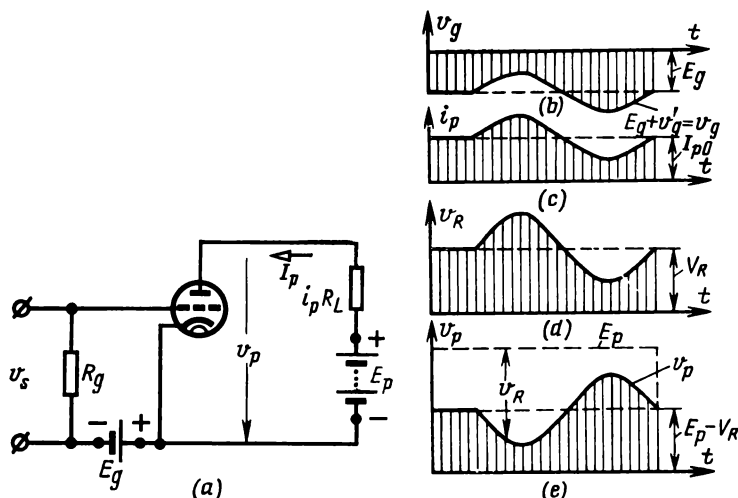 v_s
R_g
E_g
− +
I_p
i_p R_L
v_p
+
E_p
−
(a)
v_g
t
E_g
(b)
E_g + v'_g = v_g
i_p
I_p0
t
(c)
v_R
V_R
t
(d)
v_p
E_p
v_R
v_p
E_p − V_R
t
(e)